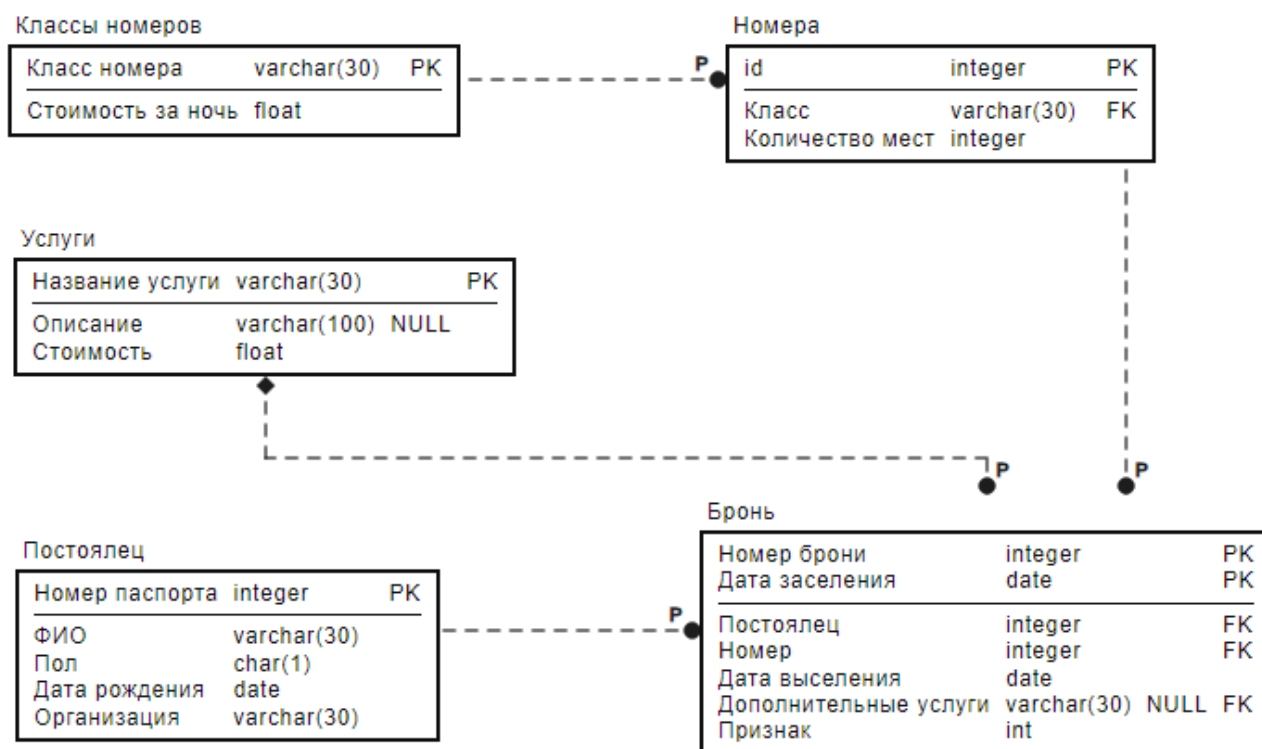 Классы номеров
Класс номера varchar(30) PK
Стоимость за ночь float
P
Номера
id integer PK
Класс varchar(30) FK
Количество мест integer
Услуги
Название услуги varchar(30) PK
Описание varchar(100) NULL
Стоимость float
P
P
Постоялец
Номер паспорта integer PK
ФИО varchar(30)
Пол char(1)
Дата рождения date
Организация varchar(30)
P
Бронь
Номер брони integer PK
Дата заселения date PK
Постоялец integer FK
Номер integer FK
Дата выселения date
Дополнительные услуги varchar(30) NULL FK
Признак int